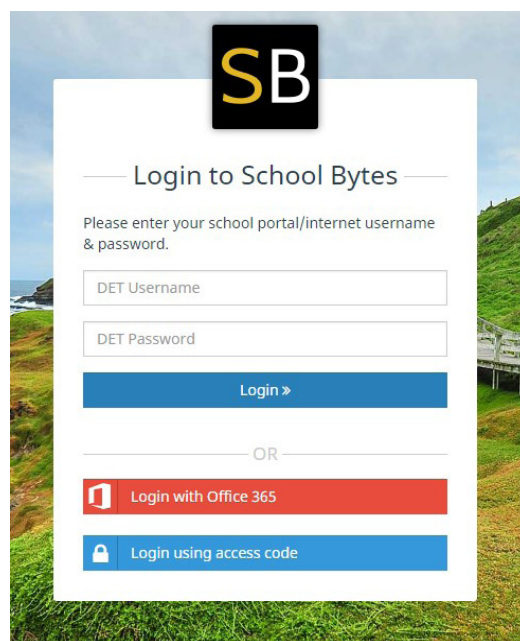 SB
Login to School Bytes
Please enter your school portal/internet username
& password.
DET Username
DET Password
Login »
OR
Login with Office 365
Login using access code